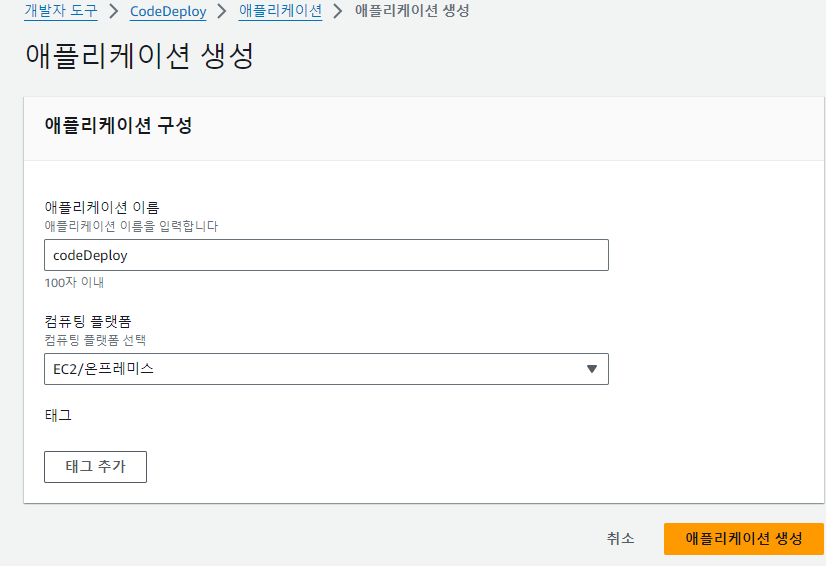 개발자 도구 > CodeDeploy > 애플리케이션 > 애플리케이션 생성
애플리케이션 생성
애플리케이션 구성
애플리케이션 이름
애플리케이션 이름을 입력합니다
codeDeploy
100자 이내
컴퓨팅 플랫폼
컴퓨팅 플랫폼 선택
EC2/온프레미스
태그
태그 추가
취소 애플리케이션 생성